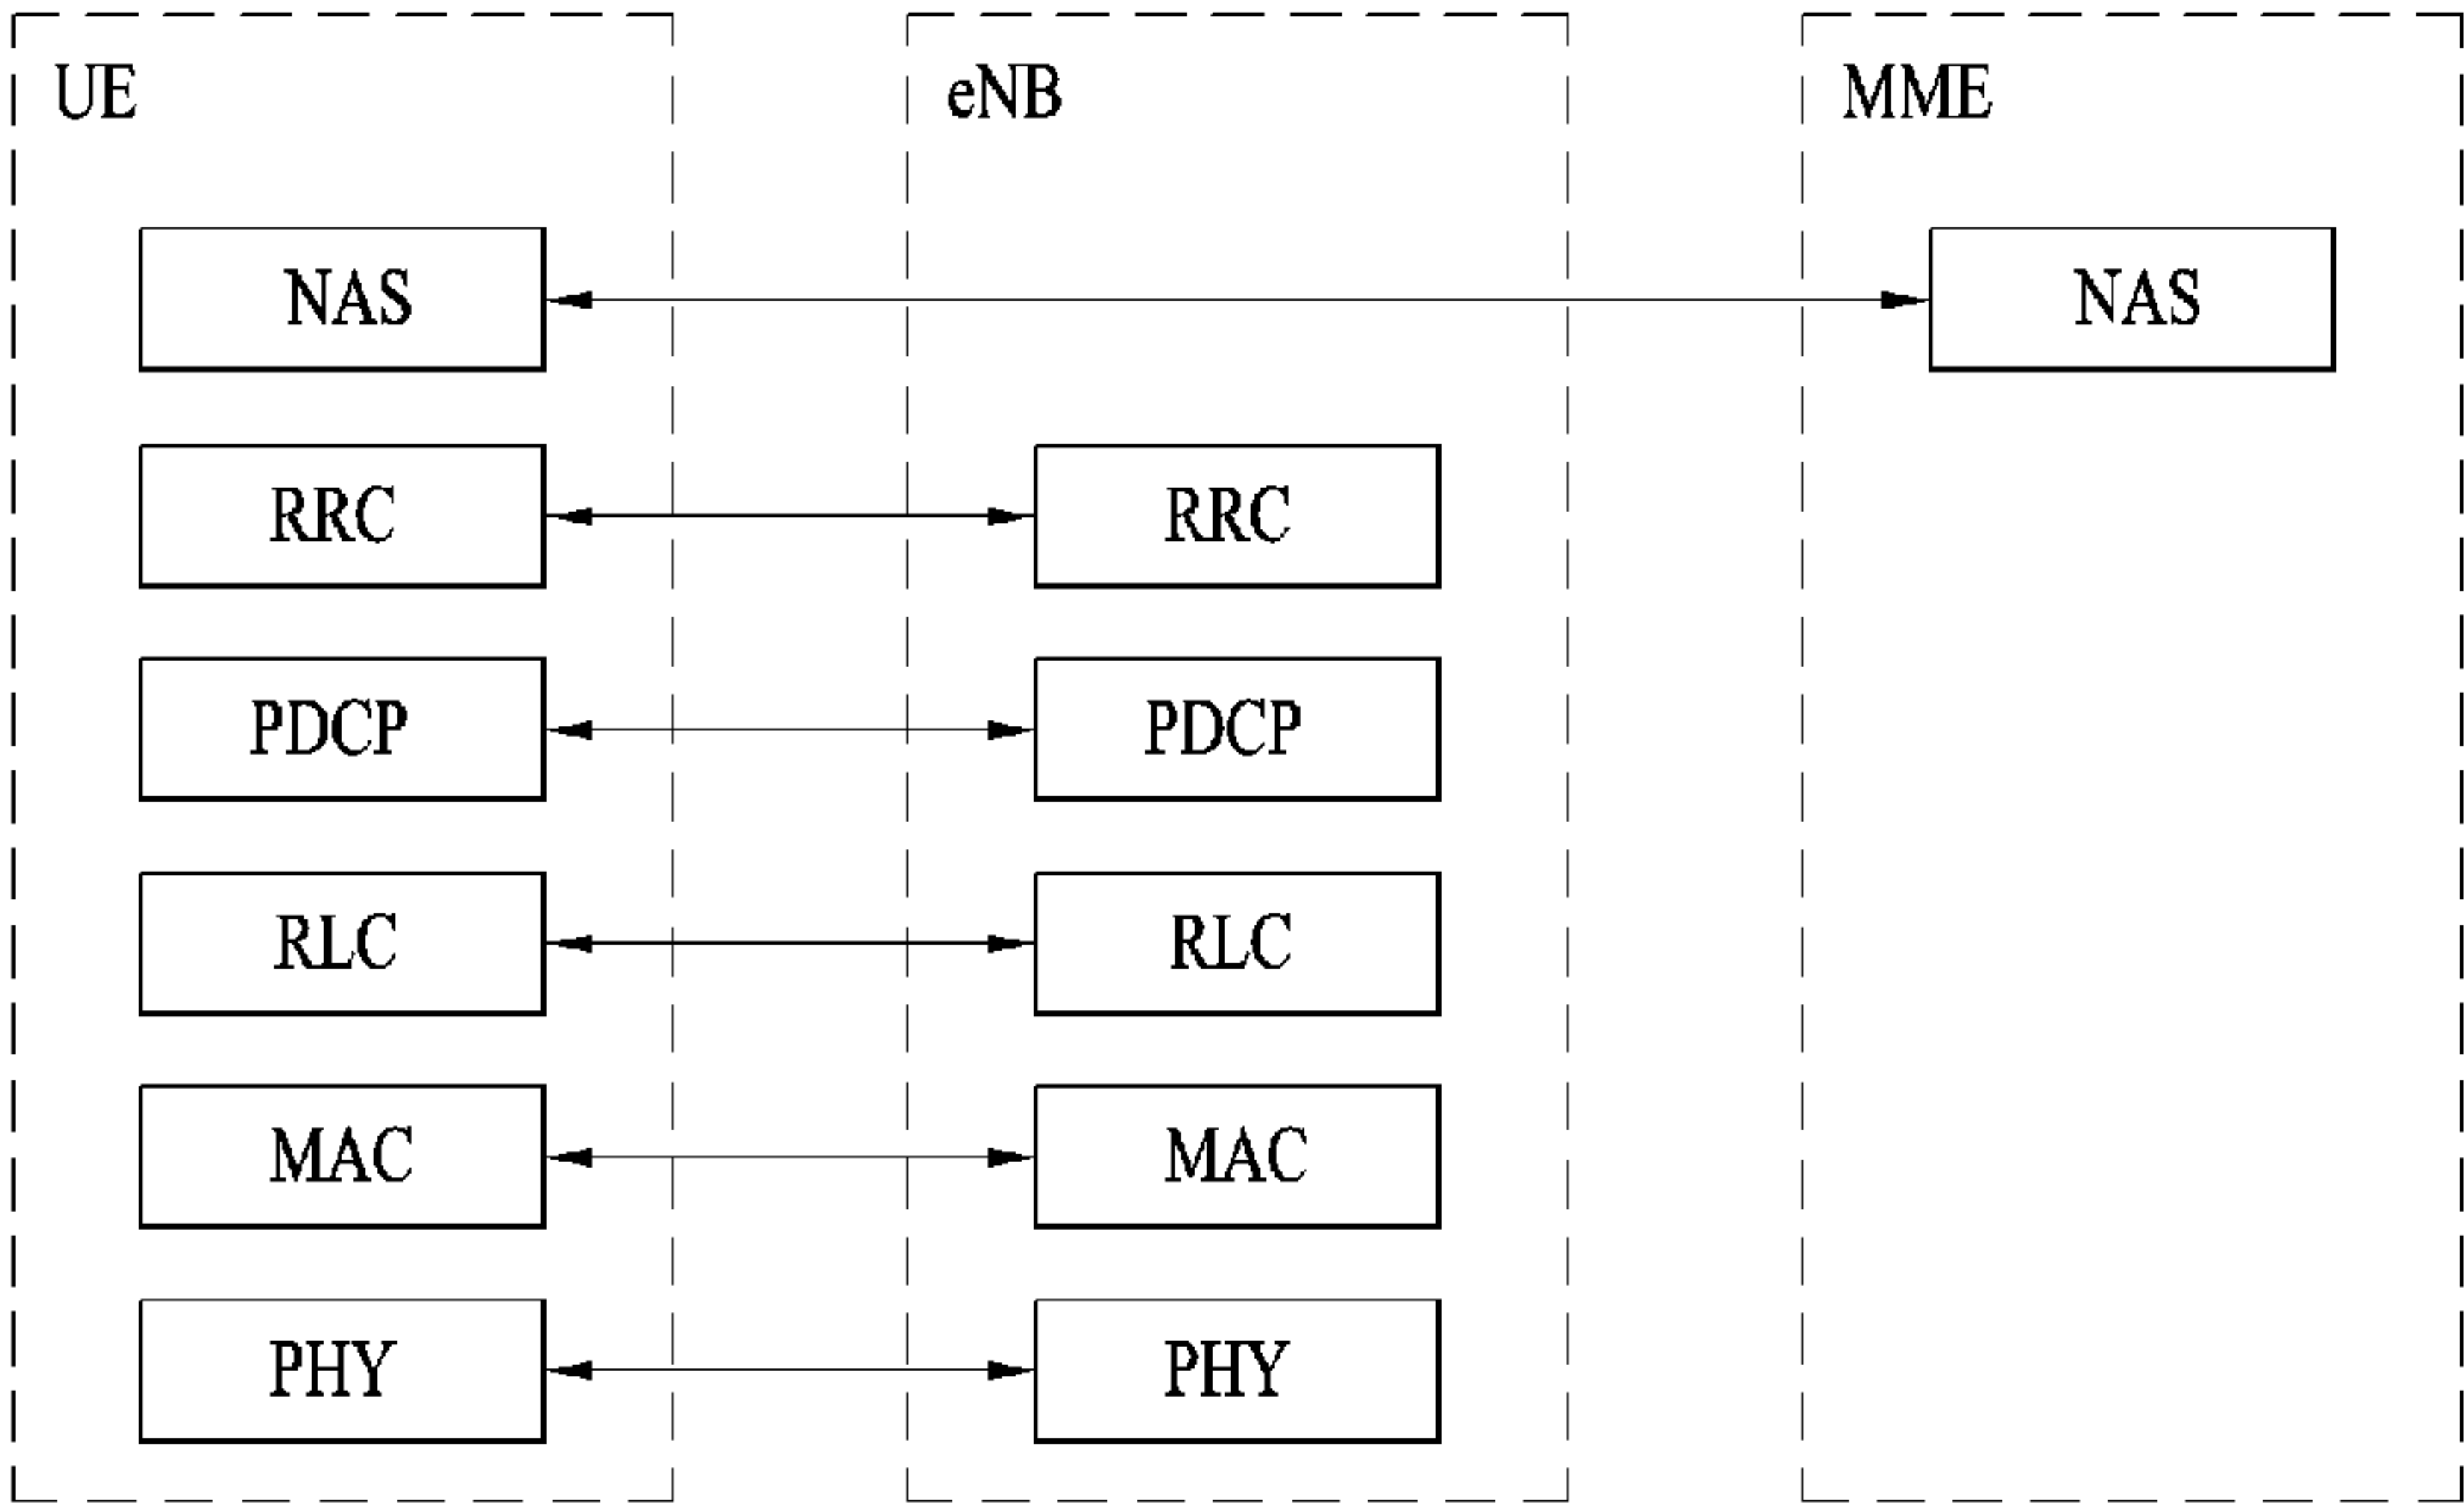 UE eNB MME
NAS NAS
RRC RRC
PDCP PDCP
RLC RLC
MAC MAC
PHY PHY